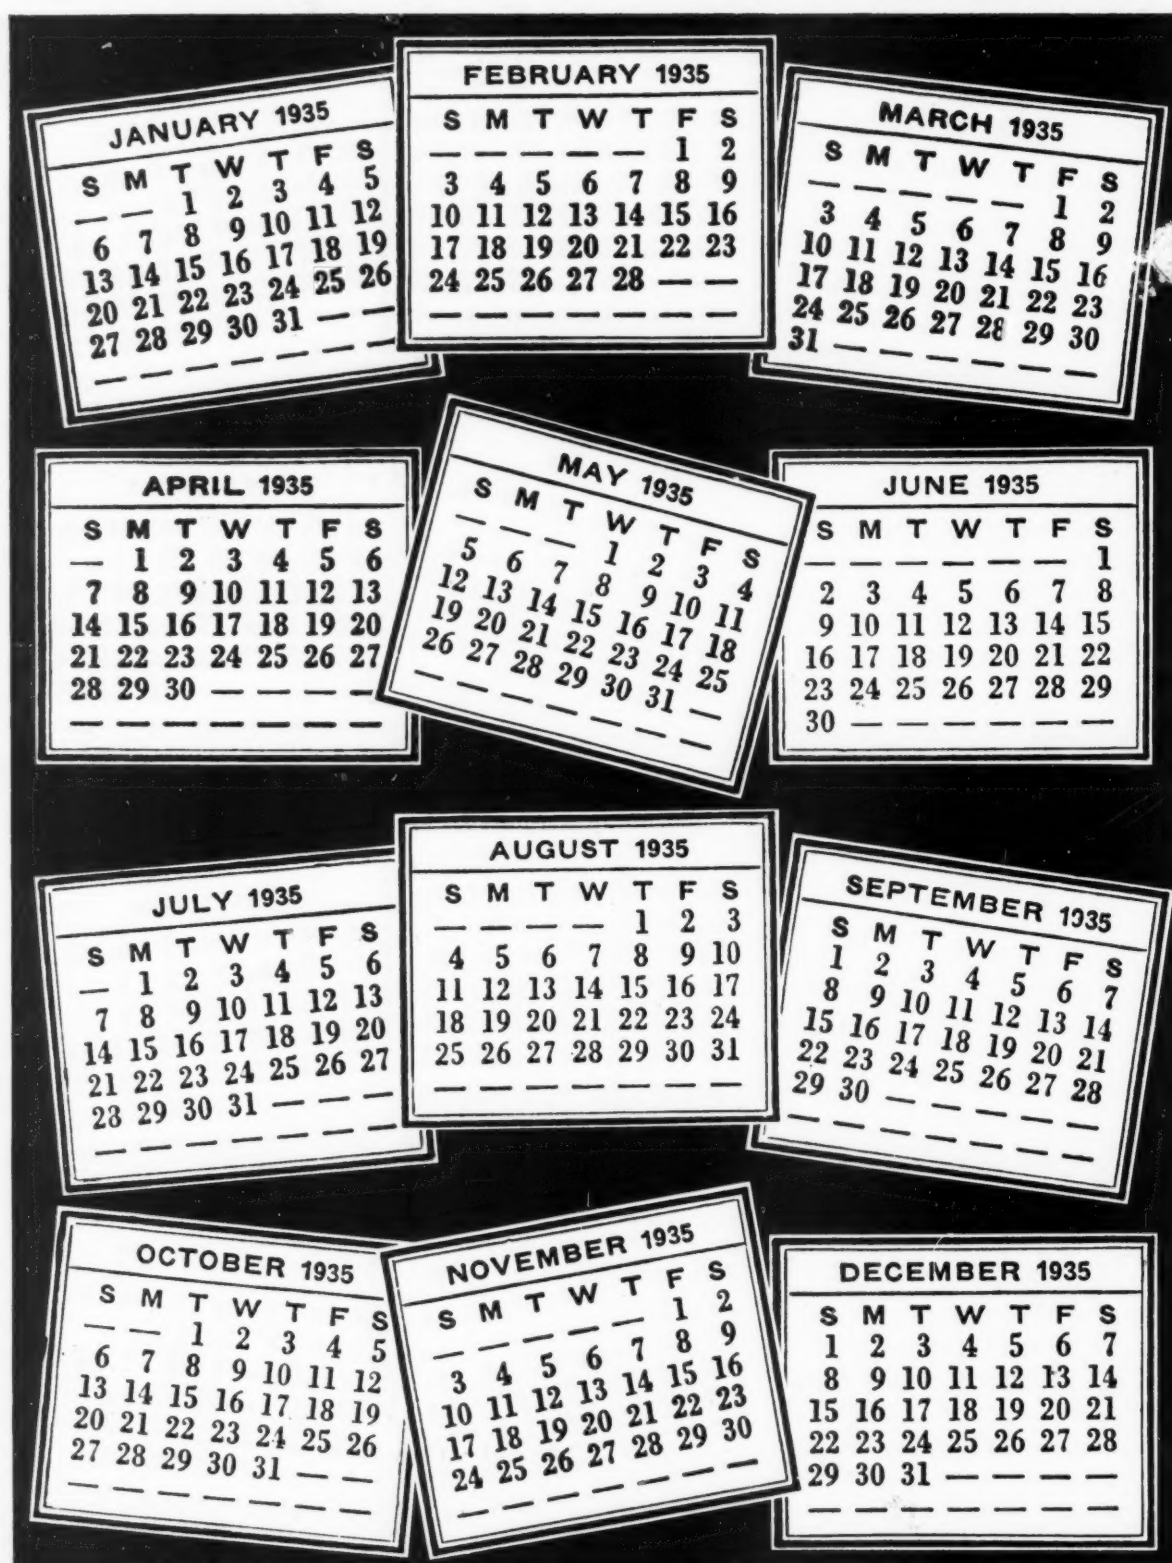 JANUARY 1935
S M T W T F S
— — 1 2 3 4 5
6 7 8 9 10 11 12
13 14 15 16 17 18 19
20 21 22 23 24 25 26
27 28 29 30 31 — —
— — — — — — —
FEBRUARY 1935
S M T W T F S
— — — — — 1 2
3 4 5 6 7 8 9
10 11 12 13 14 15 16
17 18 19 20 21 22 23
24 25 26 27 28 — —
— — — — — — —
MARCH 1935
S M T W T F S
— — — — — 1 2
3 4 5 6 7 8 9
10 11 12 13 14 15 16
17 18 19 20 21 22 23
24 25 26 27 28 29 30
31 — — — — — —
APRIL 1935
S M T W T F S
— 1 2 3 4 5 6
7 8 9 10 11 12 13
14 15 16 17 18 19 20
21 22 23 24 25 26 27
28 29 30 — — — —
— — — — — — —
MAY 1935
S M T W T F S
— — — 1 2 3 4
5 6 7 8 9 10 11
12 13 14 15 16 17 18
19 20 21 22 23 24 25
26 27 28 29 30 31 —
— — — — — — —
JUNE 1935
S M T W T F S
— — — — — — 1
2 3 4 5 6 7 8
9 10 11 12 13 14 15
16 17 18 19 20 21 22
23 24 25 26 27 28 29
30 — — — — — —
JULY 1935
S M T W T F S
— 1 2 3 4 5 6
7 8 9 10 11 12 13
14 15 16 17 18 19 20
21 22 23 24 25 26 27
28 29 30 31 — — —
— — — — — — —
AUGUST 1935
S M T W T F S
— — — — 1 2 3
4 5 6 7 8 9 10
11 12 13 14 15 16 17
18 19 20 21 22 23 24
25 26 27 28 29 30 31
— — — — — — —
SEPTEMBER 1935
S M T W T F S
1 2 3 4 5 6 7
8 9 10 11 12 13 14
15 16 17 18 19 20 21
22 23 24 25 26 27 28
29 30 — — — — —
— — — — — — —
OCTOBER 1935
S M T W T F S
— — 1 2 3 4 5
6 7 8 9 10 11 12
13 14 15 16 17 18 19
20 21 22 23 24 25 26
27 28 29 30 31 — —
— — — — — — —
NOVEMBER 1935
S M T W T F S
— — — — — 1 2
3 4 5 6 7 8 9
10 11 12 13 14 15 16
17 18 19 20 21 22 23
24 25 26 27 28 29 30
— — — — — — —
DECEMBER 1935
S M T W T F S
1 2 3 4 5 6 7
8 9 10 11 12 13 14
15 16 17 18 19 20 21
22 23 24 25 26 27 28
29 30 31 — — — —
— — — — — — —